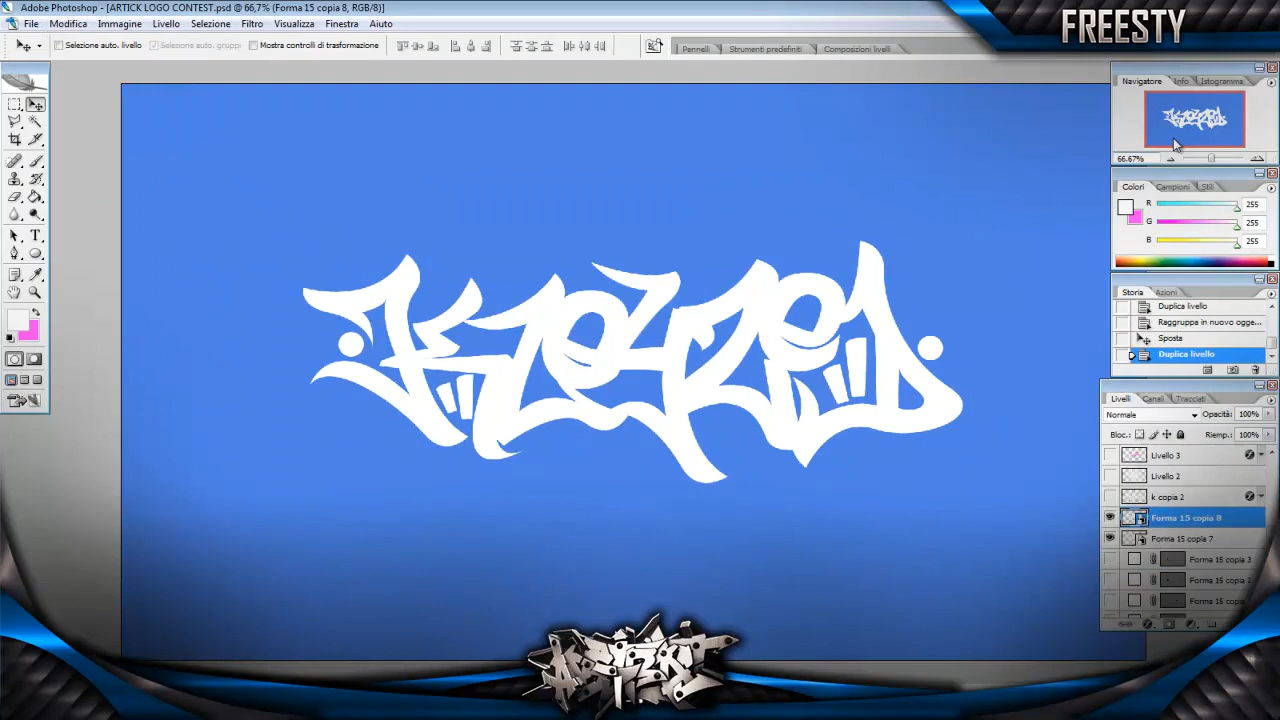 Adobe Photoshop - [ARTICK LOGO CONTEST.psd @ 66,7% (Forma 15 copia 8, RGB/8)]
FREESTY
File Modifica Immagine Livello Selezione Filtro Visualizza Finestra Aiuto
Selezione auto. livello Selezione auto. gruppi Mostra controlli di trasformazione Pennelli Strumenti predefiniti Composizioni livelli
Navigatore Info Istogramma
66.67%
Colori Campioni Stili
R 255
G 255
B 255
Storia Azioni
Duplica livello
Raggruppa in nuovo ogge...
Sposta
Duplica livello
Livelli Canali Tracciati
Normale Opacità: 100%
Bloc.: Riemp.: 100%
Livello 3
Livello 2
k copia 2
Forma 15 copia 8
Forma 15 copia 7
Forma 15 copia 3
Forma 15 copia 2
Forma 15 copia